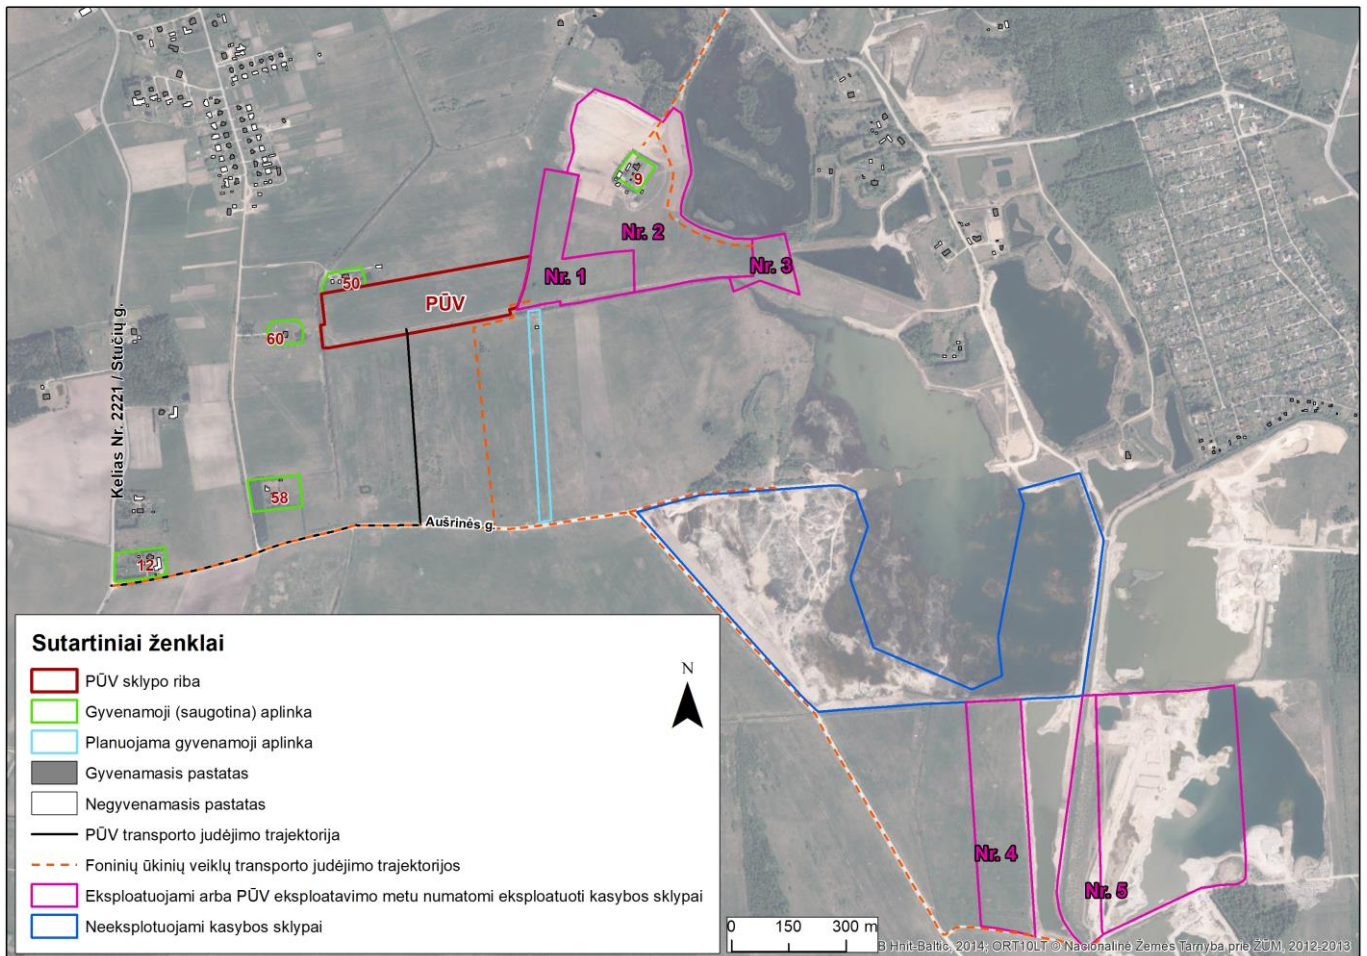 9
Nr. 2
Nr. 3
Nr. 1
50
PŪV
60
Kelias Nr. 2221 / Stučių g.
58
Aušrinės g.
12
Sutartiniai ženklai
PŪV sklypo riba
Gyvenamoji (saugotina) aplinka
Planuojama gyvenamoji aplinka
Gyvenamasis pastatas
Negyvenamasis pastatas
PŪV transporto judėjimo trajektorija
Foninių ūkinių veiklų transporto judėjimo trajektorijos
Eksploatuojami arba PŪV eksploatavimo metu numatomi eksploatuoti kasybos sklypai
Neeksplotuojami kasybos sklypai
N
Nr. 4
Nr. 5
0 150 300 m
B Hnit-Baltic, 2014; ORT10LT © Nacionalinė Žemės Tarnyba prie ŽŪM, 2012-2013